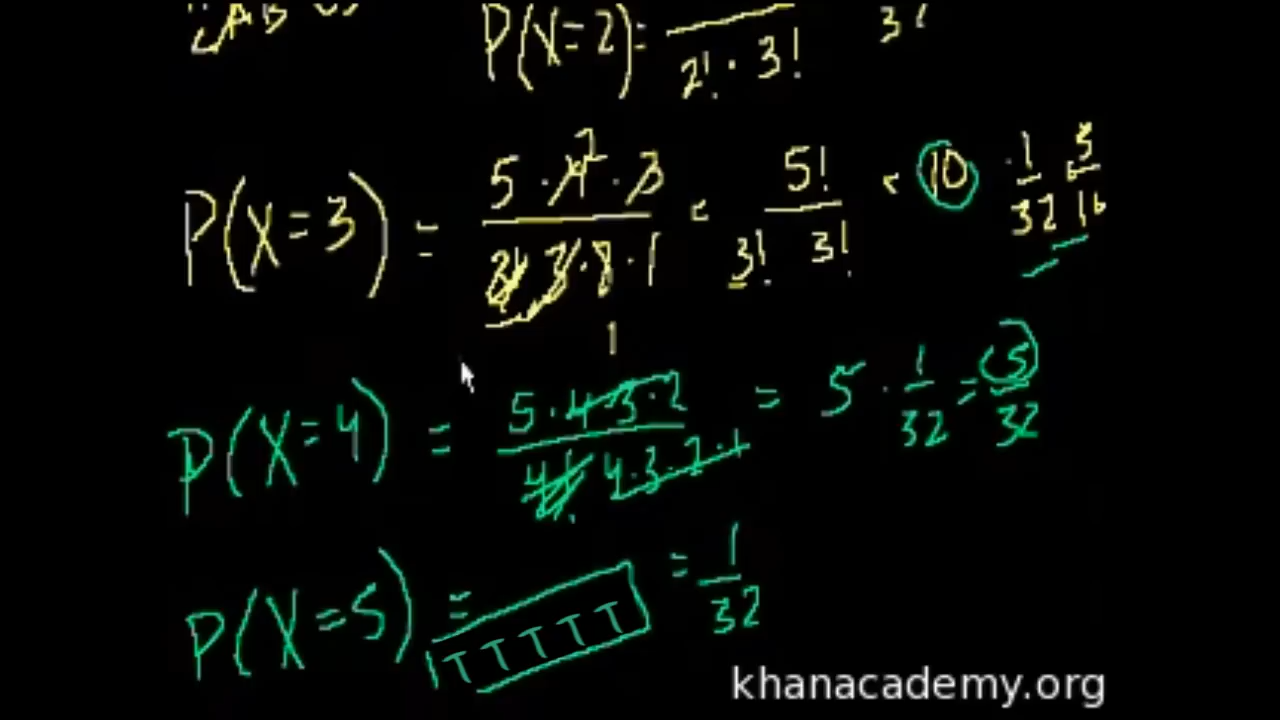 P(X=2)= 2! · 3! 3!
P(X=3) = 5 · 4 2 · 3 / 3 · 1 = 5! / 3! 3! 10 · 1/32 5/16
1
P(X=4) = 5·4·3·2 / 4·3·2·1 = 5 · 1/32 = 5/32
P(X=5) = TTTTT = 1/32
khanacademy.org